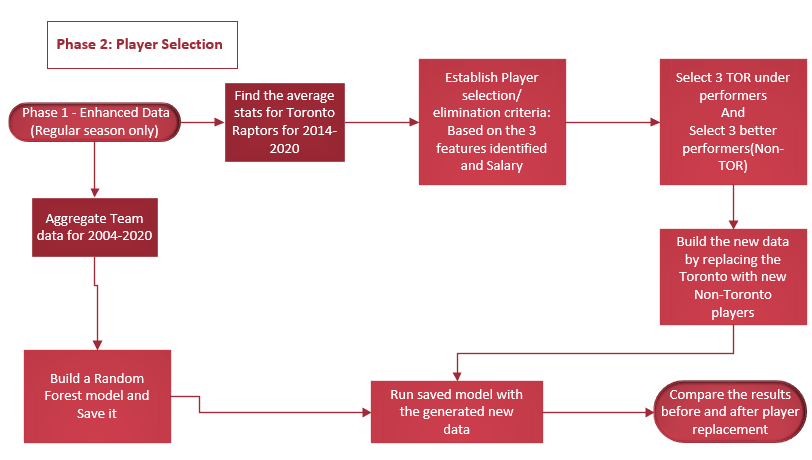 Phase 2: Player Selection
Phase 1 - Enhanced Data
(Regular season only)
Find the average
stats for Toronto
Raptors for 2014-
2020
Establish Player
selection/
elimination criteria:
Based on the 3
features identified
and Salary
Select 3 TOR under
performers
And
Select 3 better
performers(Non-
TOR)
Aggregate Team
data for 2004-2020
Build the new data
by replacing the
Toronto with new
Non-Toronto
players
Build a Random
Forest model and
Save it
Run saved model with
the generated new
data
Compare the results
before and after player
replacement